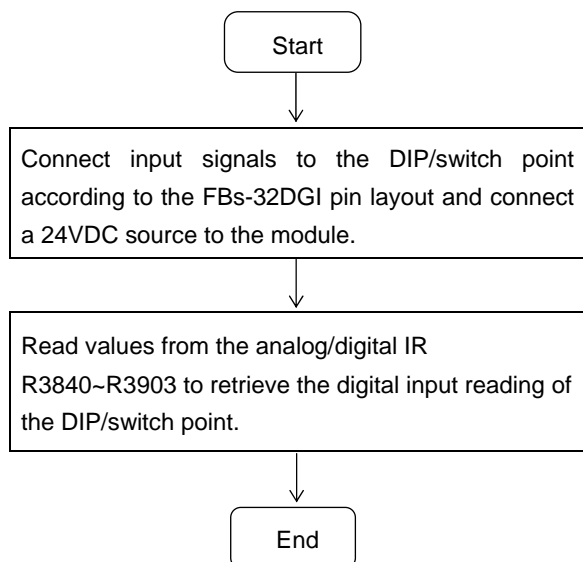 Start
Connect input signals to the DIP/switch point
according to the FBs-32DGI pin layout and connect
a 24VDC source to the module.
Read values from the analog/digital IR
R3840~R3903 to retrieve the digital input reading of
the DIP/switch point.
End